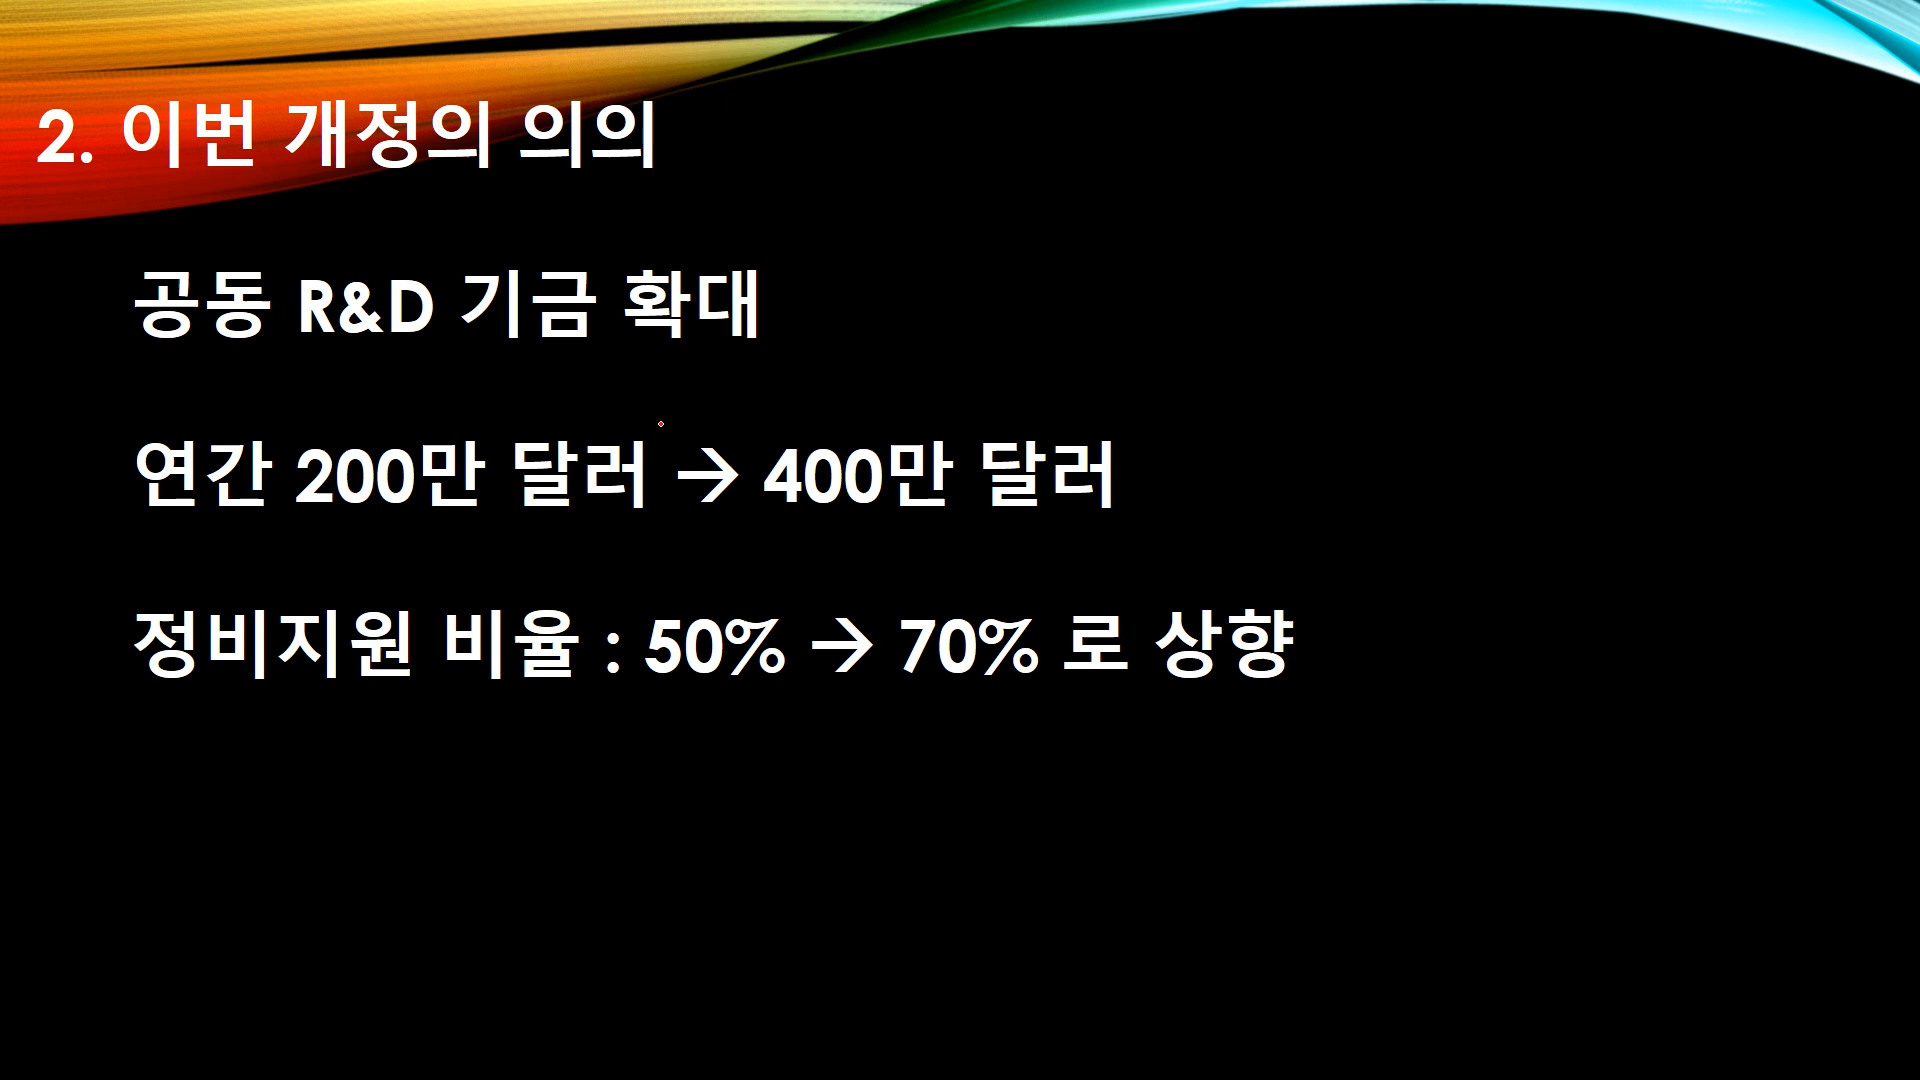 2. 이번 개정의 의의
공동 R&D 기금 확대
연간 200만 달러 → 400만 달러
정비지원 비율 : 50% → 70% 로 상향